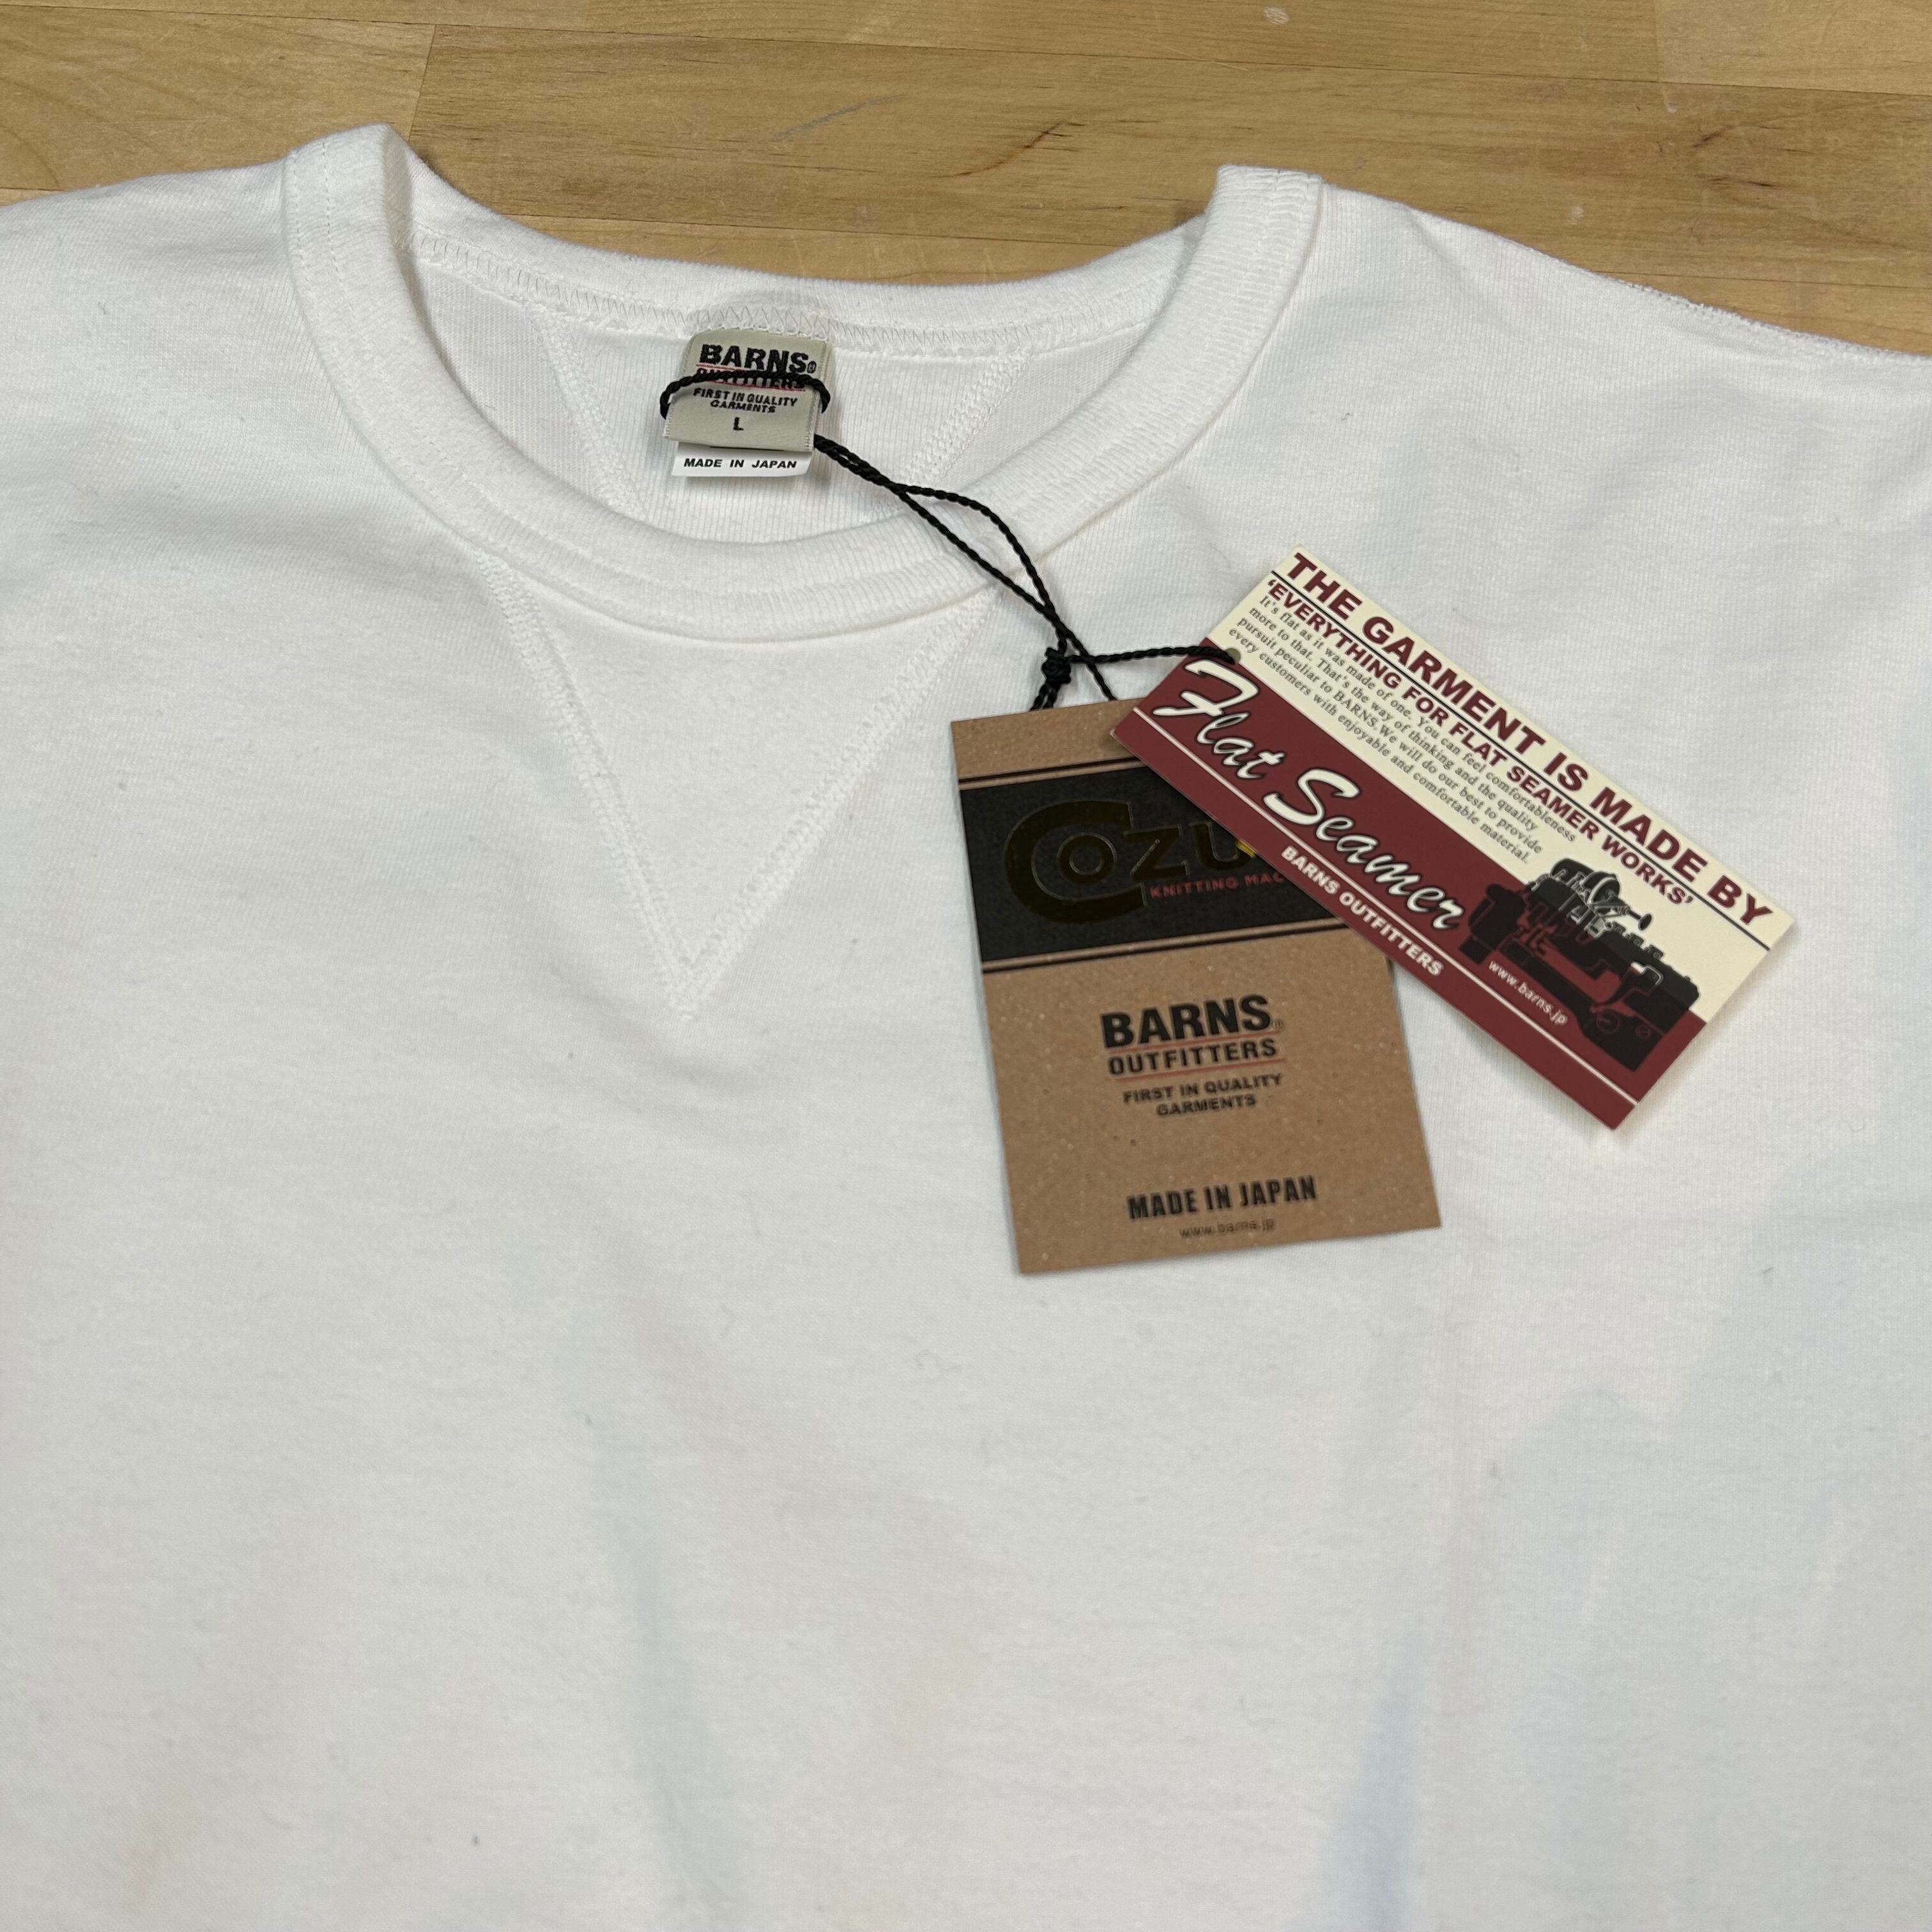 BARNS®
OUTFITTERS
FIRST IN QUALITY
GARMENTS
L
MADE IN JAPAN
THE GARMENT IS MADE BY
'EVERYTHING FOR FLAT SEAMER WORKS'
It's flat as it was made of one. You can feel comfortableness
more to that. That's the way of thinking and the quality
pursuit peculiar to BARNS.We will do our best to provide
every customers with enjoyable and comfortable material.
Flat Seamer
BARNS OUTFITTERS
www.barns.jp
COZU
KNITTING MAC
BARNS®
OUTFITTERS
FIRST IN QUALITY
GARMENTS
MADE IN JAPAN
www.barns.jp